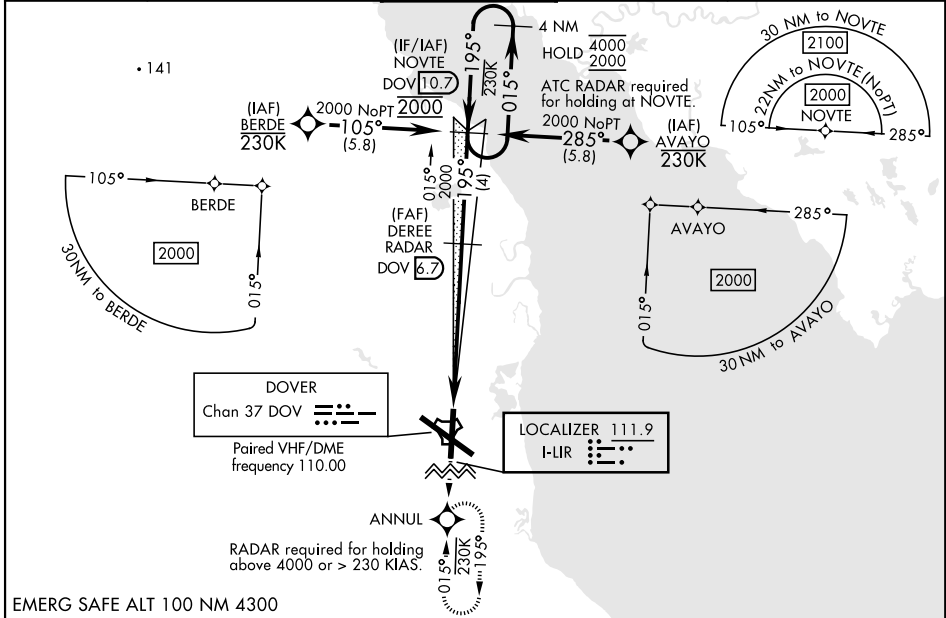 4 NM
HOLD
4000
2000
195°
230K
015°
ATC RADAR required
for holding at NOVTE.
(IF/IAF)
NOVTE
DOV 10.7
2000
141
(IAF)
BERDE
230K
2000 NoPT
105°
(5.8)
2000 NoPT
285°
(5.8)
(IAF)
AVAYO
230K
30 NM to NOVTE
2100
22NM to NOVTE (NoPT)
2000
NOVTE
105°
285°
015°
2000
195°
(4)
(FAF)
DEREE
RADAR
DOV 6.7
105°
BERDE
2000
015°
30 NM to BERDE
285°
AVAYO
2000
015°
30 NM to AVAYO
DOVER
Chan 37 DOV
Paired VHF/DME
frequency 110.00
LOCALIZER 111.9
I-LIR
ANNUL
RADAR required for holding
above 4000 or > 230 KIAS.
015°
230K
195°
EMERG SAFE ALT 100 NM 4300